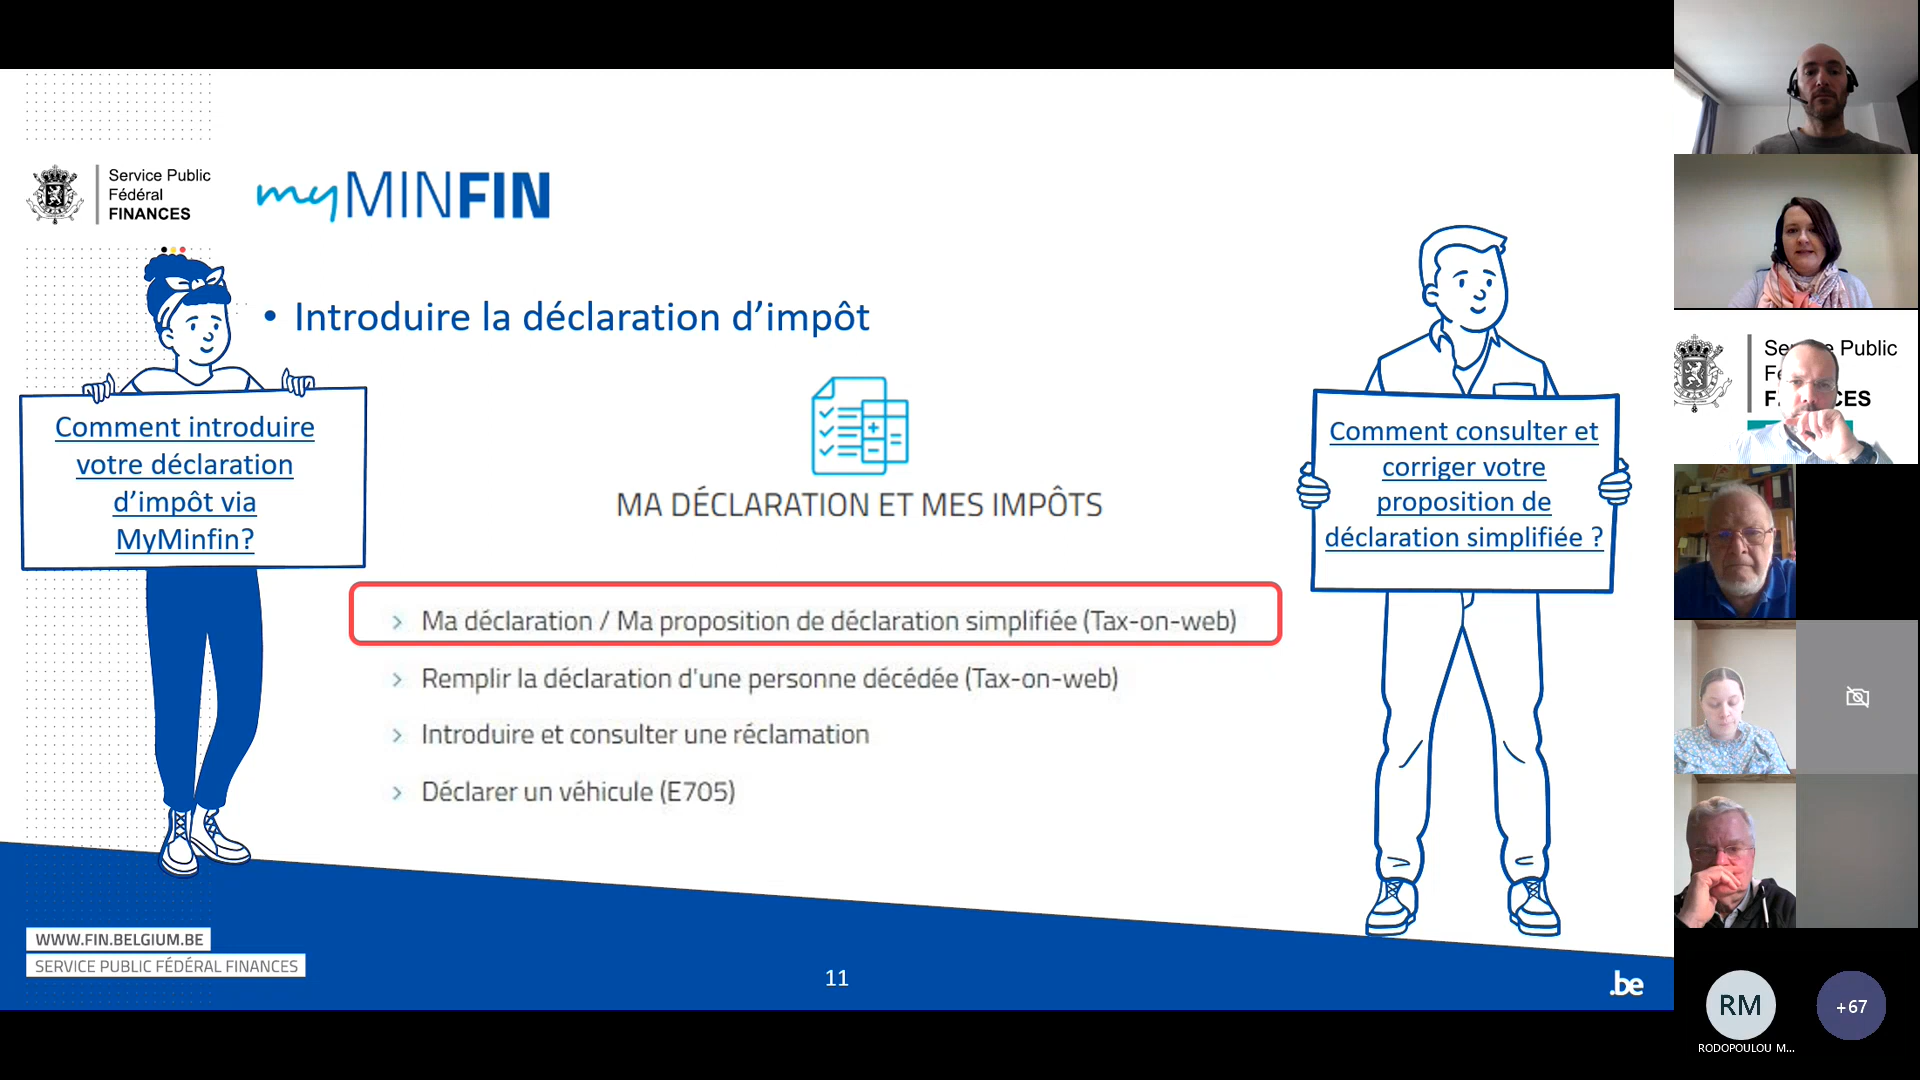 Service Public
Fédéral
FINANCES
myMINFIN
• Introduire la déclaration d’impôt
Comment introduire
votre déclaration
d’impôt via
MyMinfin?
MA DÉCLARATION ET MES IMPÔTS
Comment consulter et
corriger votre
proposition de
déclaration simplifiée ?
> Ma déclaration / Ma proposition de déclaration simplifiée (Tax-on-web)
> Remplir la déclaration d'une personne décédée (Tax-on-web)
> Introduire et consulter une réclamation
> Déclarer un véhicule (E705)
WWW.FIN.BELGIUM.BE
SERVICE PUBLIC FÉDÉRAL FINANCES
11
.be
Public
CES
RM
+67
RODOPOULOU M...